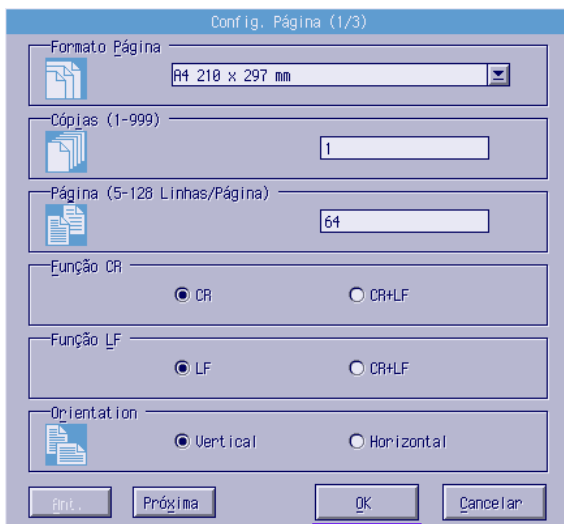 Config. Página (1/3)
Formato Página
A4 210 x 297 mm
Cópias (1-999)
1
Página (5-128 Linhas/Página)
64
Função CR
CR CR+LF
Função LF
LF CR+LF
Orientation
Vertical Horizontal
Ant. Próxima OK Cancelar